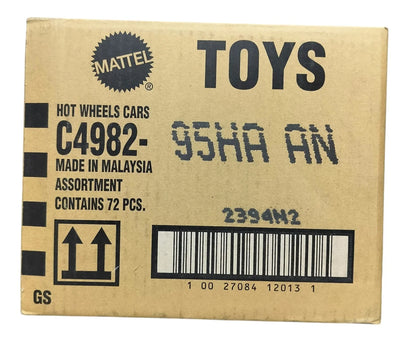 MATTEL
®
TOYS
HOT WHEELS CARS
C4982- 95HA AN
MADE IN MALAYSIA
ASSORTMENT
CONTAINS 72 PCS.
2394M2
1 00 27084 12013 1
GS